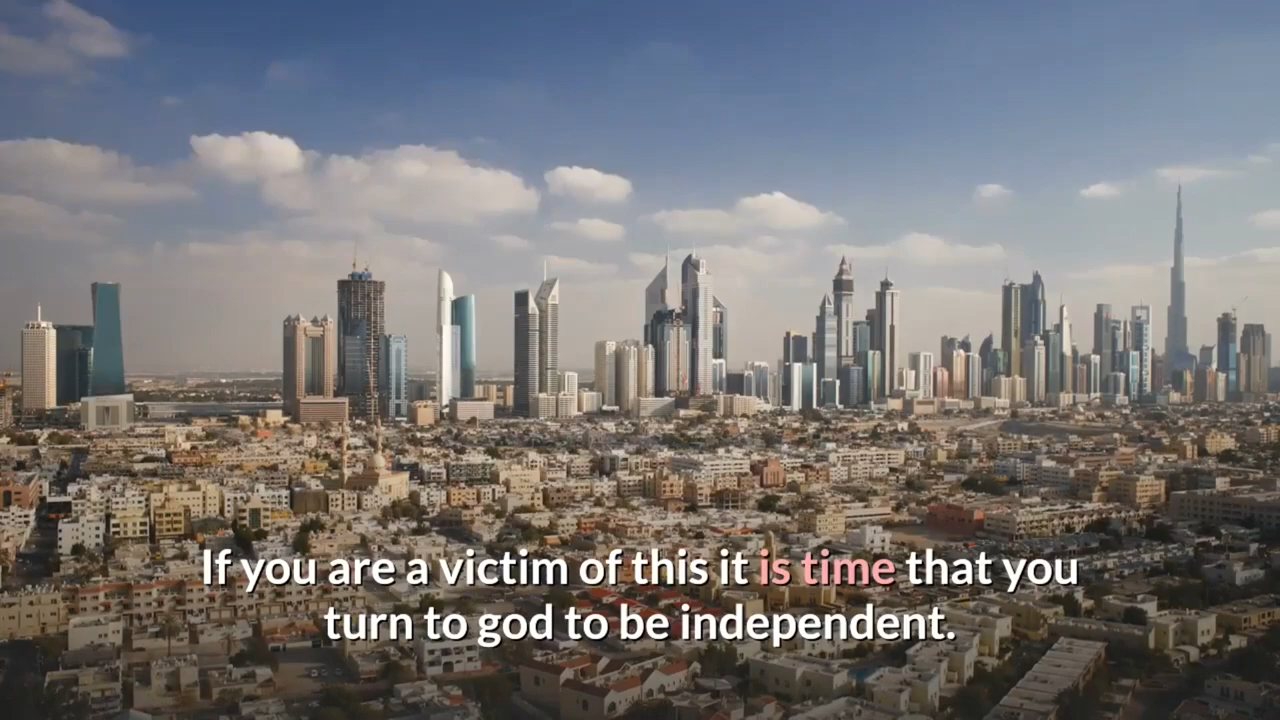 If you are a victim of this it is time that you
turn to god to be independent.